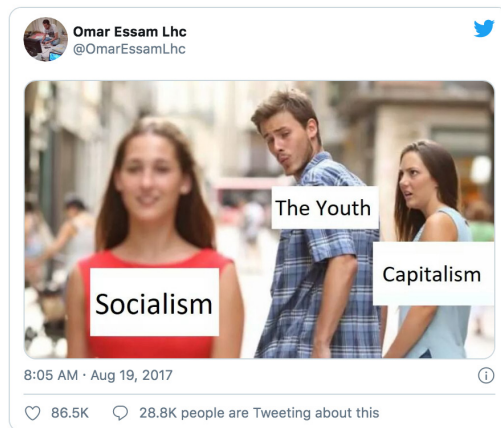 Omar Essam Lhc
@OmarEssamLhc
The Youth
Capitalism
Socialism
8:05 AM · Aug 19, 2017
86.5K 28.8K people are Tweeting about this